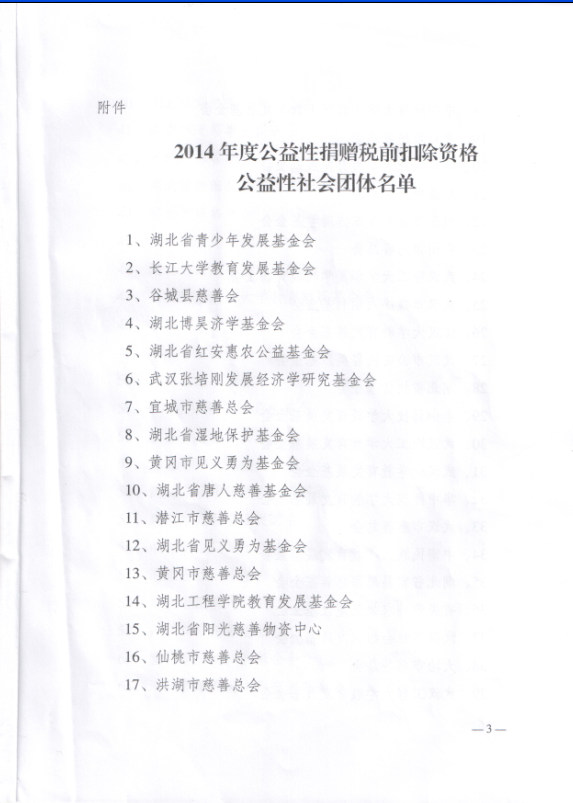 附件
2014 年度公益性捐赠税前扣除资格
公益性社会团体名单
1、湖北省青少年发展基金会
2、长江大学教育发展基金会
3、谷城县慈善会
4、湖北博昊济学基金会
5、湖北省红安惠农公益基金会
6、武汉张培刚发展经济学研究基金会
7、宜城市慈善总会
8、湖北省湿地保护基金会
9、黄冈市见义勇为基金会
10、湖北省唐人慈善基金会
11、潜江市慈善总会
12、湖北省见义勇为基金会
13、黄冈市慈善总会
14、湖北工程学院教育发展基金会
15、湖北省阳光慈善物资中心
16、仙桃市慈善总会
17、洪湖市慈善总会
— 3 —